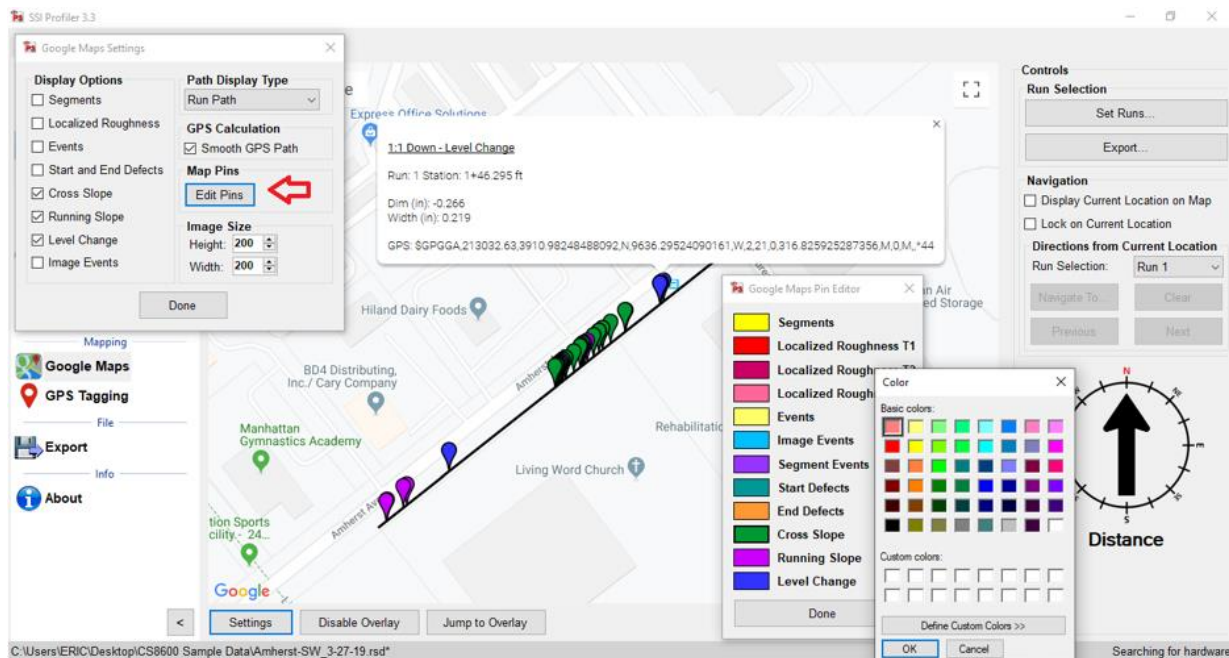 SSI Profiler 3.3
Google Maps Settings
Display Options
Segments
Localized Roughness
Events
Start and End Defects
Cross Slope
Running Slope
Level Change
Image Events
Path Display Type
Run Path
GPS Calculation
Smooth GPS Path
Map Pins
Edit Pins
Image Size
Height: 200
Width: 200
Done
Mapping
Google Maps
GPS Tagging
File
Export
Info
About
e
Express Office Solutions
1:1 Down - Level Change
Run: 1 Station: 1+46.295 ft
Dim (in): -0.266
Width (in): 0.219
GPS: $GPGGA,213032.63,3910.98248488092,N,9636.29524090161,W,2,21,0,316.825925287356,M,0,M,,*44
Hiland Dairy Foods
BD4 Distributing,
Inc./ Cary Company
Manhattan
Gymnastics Academy
Living Word Church
Rehabilitatio
tion Sports
cility - 24...
Amherst Ave
Amherst
an Air
ed Storage
Google
<
Settings
Disable Overlay
Jump to Overlay
Google Maps Pin Editor
Segments
Localized Roughness T1
Localized Roughness T2
Localized Rough
Events
Image Events
Segment Events
Start Defects
End Defects
Cross Slope
Running Slope
Level Change
Done
Color
Basic colors:
Custom colors:
Define Custom Colors >>
OK
Cancel
Controls
Run Selection
Set Runs...
Export...
Navigation
Display Current Location on Map
Lock on Current Location
Directions from Current Location
Run Selection: Run 1
Navigate To...
Clear
Previous
Next
N
S
Distance
C:\Users\ERIC\Desktop\CS8600 Sample Data\Amherst-SW_3-27-19.rsd*
Searching for hardware